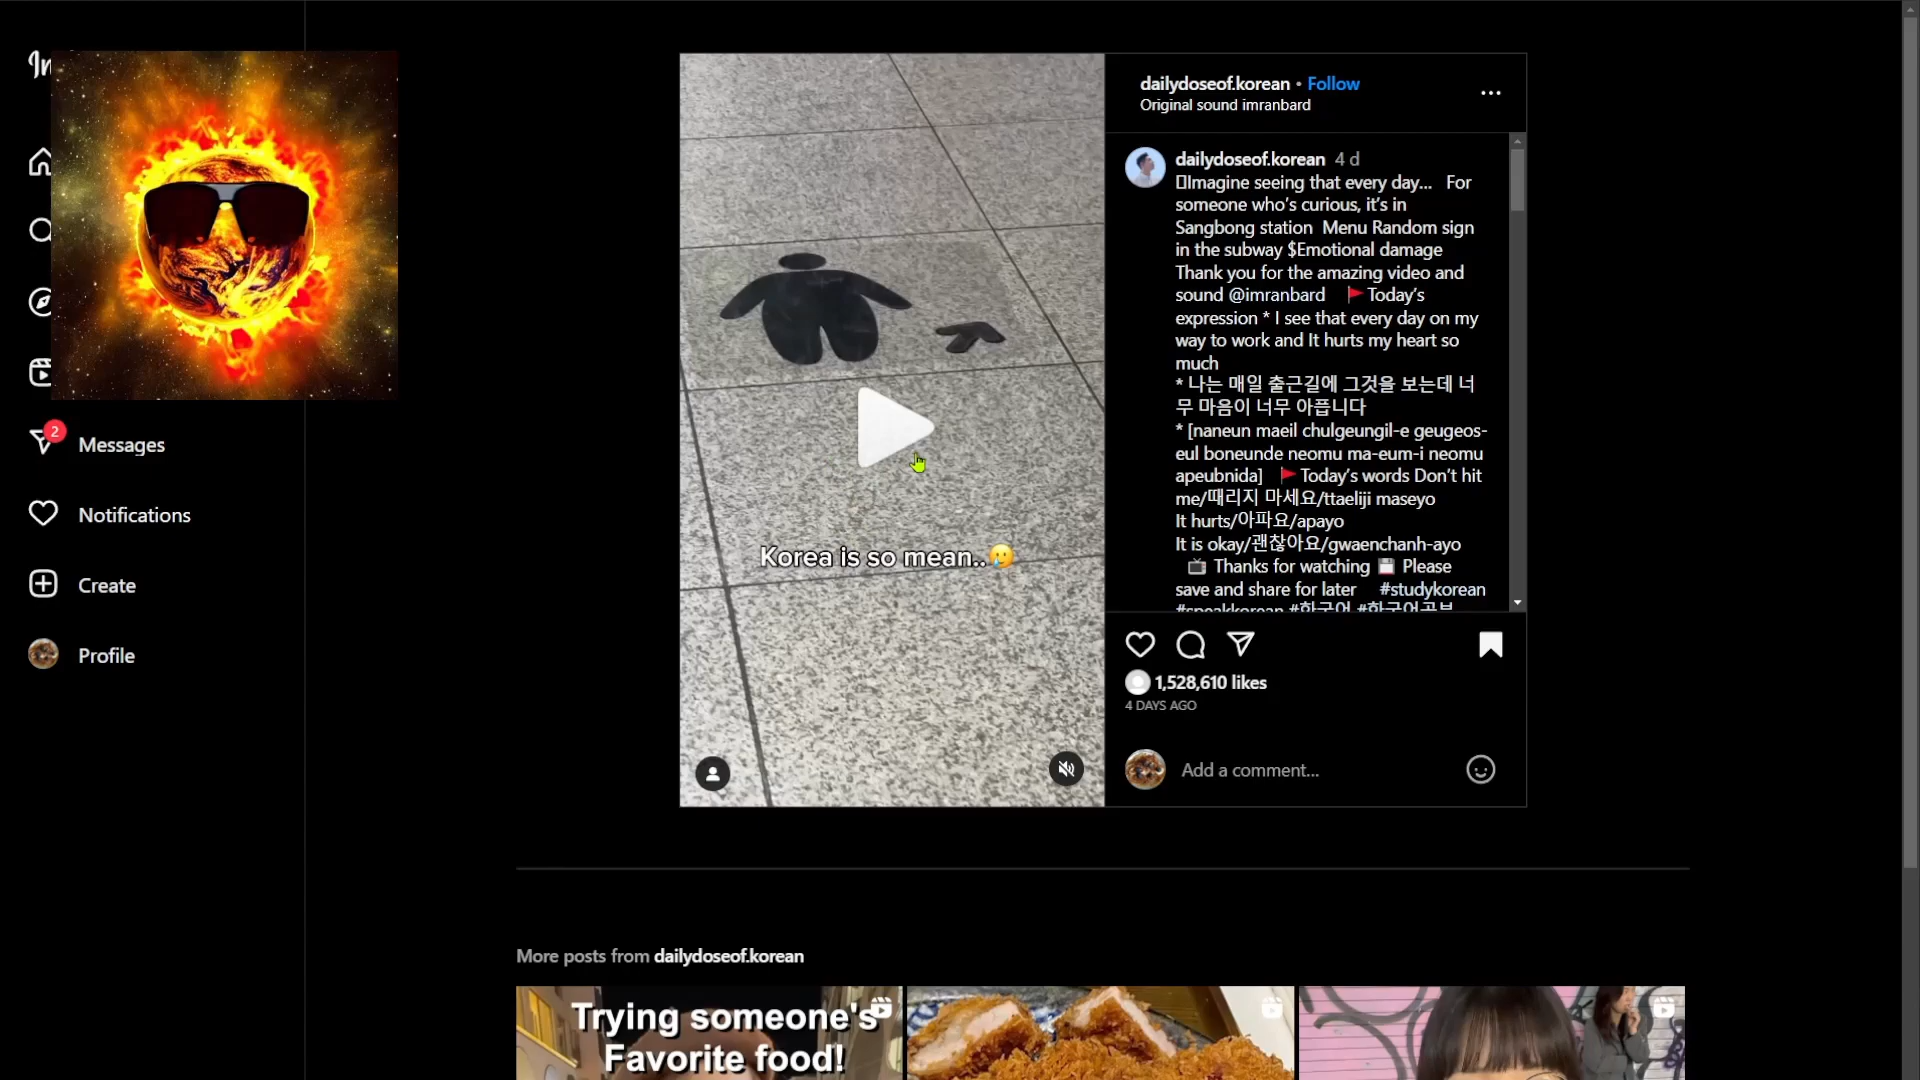 dailydoseof.korean • Follow
Original sound imranbard
dailydoseof.korean 4 d
Imagine seeing that every day... For
someone who's curious, it's in
Sangbong station Menu Random sign
in the subway $Emotional damage
Thank you for the amazing video and
sound @imranbard 🚩Today's
expression * I see that every day on my
way to work and It hurts my heart so
much
* 나는 매일 출근길에 그것을 보는데 너
무 마음이 너무 아픕니다
* [naneun maeil chulgeungil-e geugeos-
eul boneunde neomu ma-eum-i neomu
apeubnida] 🚩Today's words Don't hit
me/때리지 마세요/ttaeliji maseyo
It hurts/아파요/apayo
It is okay/괜찮아요/gwaenchanh-ayo
📺 Thanks for watching 💾 Please
save and share for later #studykorean
#speakkorean #한국어 #한국어공부
1,528,610 likes
4 DAYS AGO
Add a comment...
Korea is so mean..🥲
2
Messages
Notifications
Create
Profile
More posts from dailydoseof.korean
Trying someone's
Favorite food!